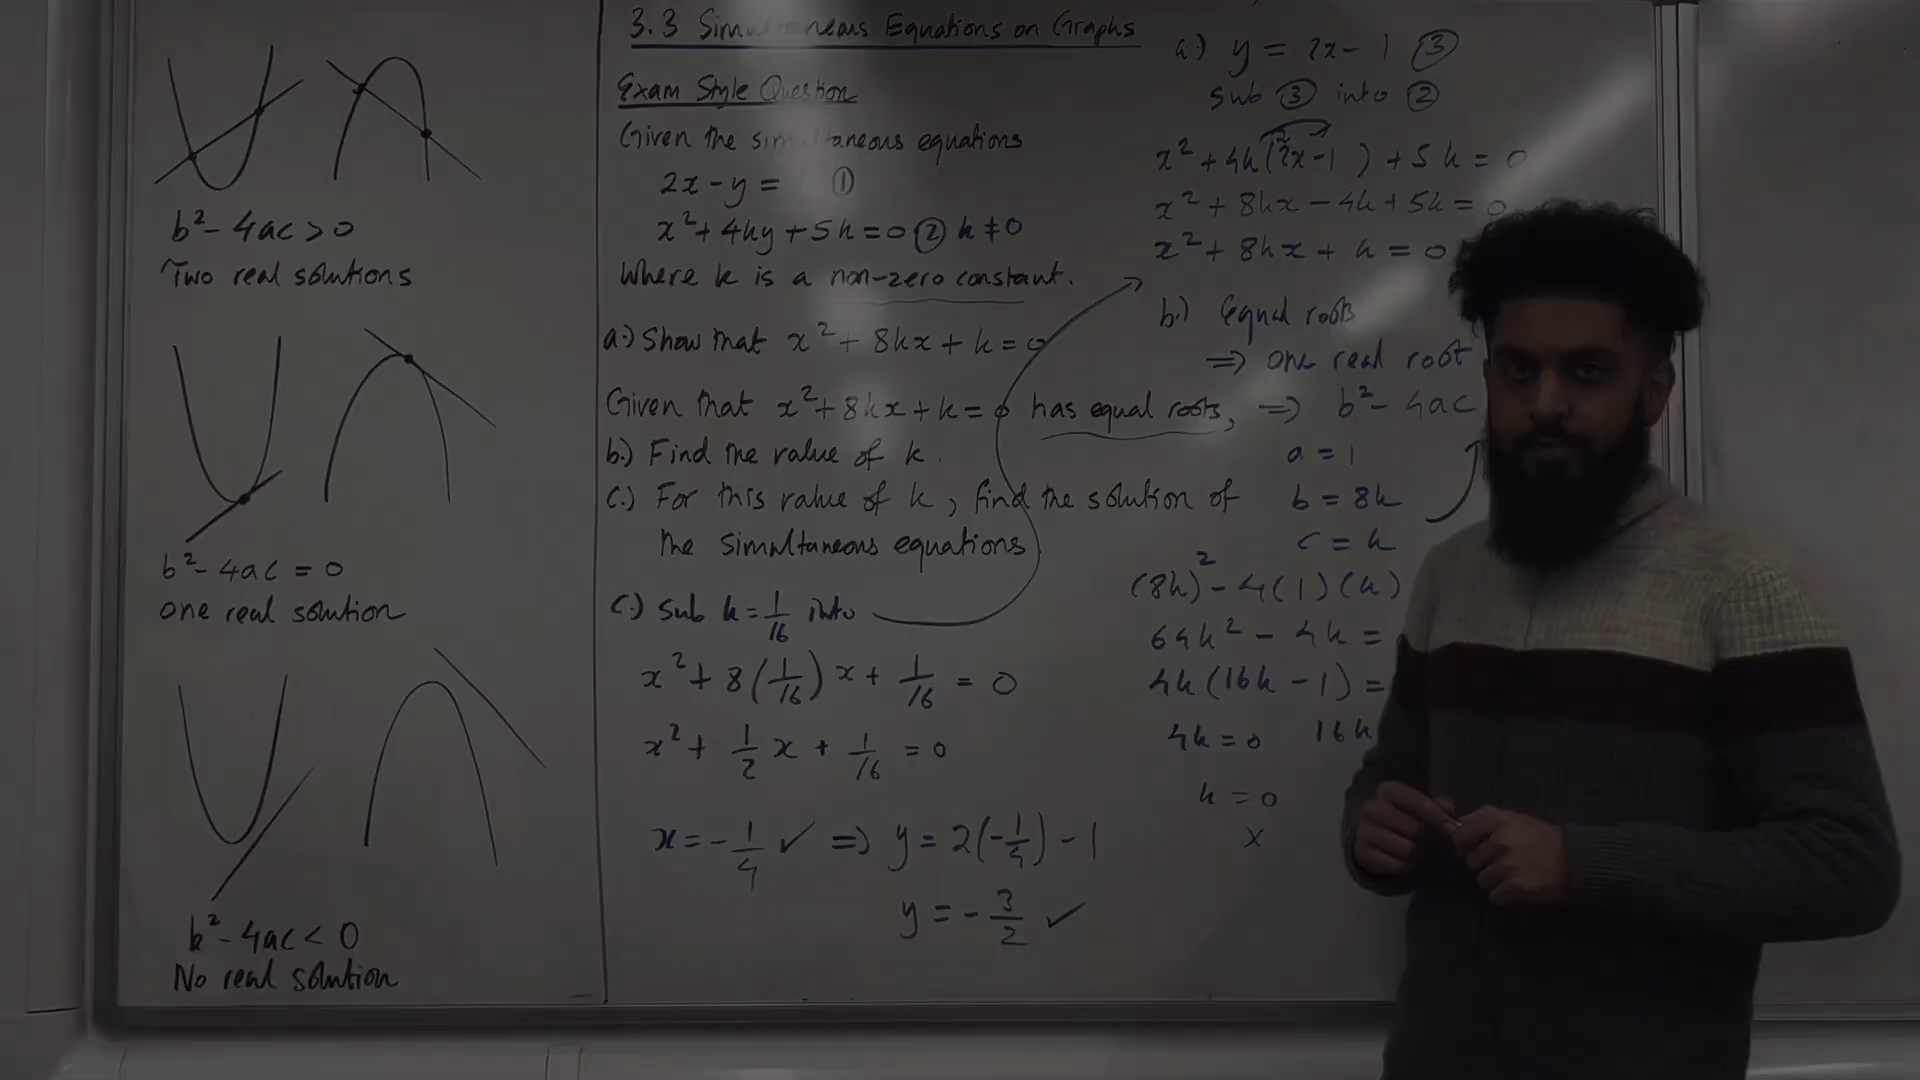 b² - 4ac > 0
Two real solutions
b² - 4ac = 0
one real solution
b² - 4ac < 0
No real solution
3.3 Simultaneous Equations on Graphs
Exam Style Question
Given the simultaneous equations
2x - y = ①
x² + 4ky + 5k = 0 ② k ≠ 0
Where k is a non-zero constant.
a.) Show that x² + 8kx + k = 0
Given that x² + 8kx + k = 0 has equal roots, ⇒ b² - 4ac
b.) Find the value of k.
c.) For this value of k, find the solution of
the simultaneous equations
c.) Sub k = 1/16 into
x² + 8(1/16)x + 1/16 = 0
x² + 1/2 x + 1/16 = 0
x = -1/4 ✓ ⇒ y = 2(-1/4) - 1
y = -3/2 ✓
a.) y = 2x - 1 ③
Sub ③ into ②
x² + 4k(2x - 1) + 5k = 0
x² + 8kx - 4k + 5k = 0
x² + 8kx + k = 0
b.) Equal roots
⇒ one real root
a = 1
b = 8k
c = k
(8k)² - 4(1)(k)
64k² - 4k =
4k(16k - 1) =
4k = 0 16k
k = 0
x